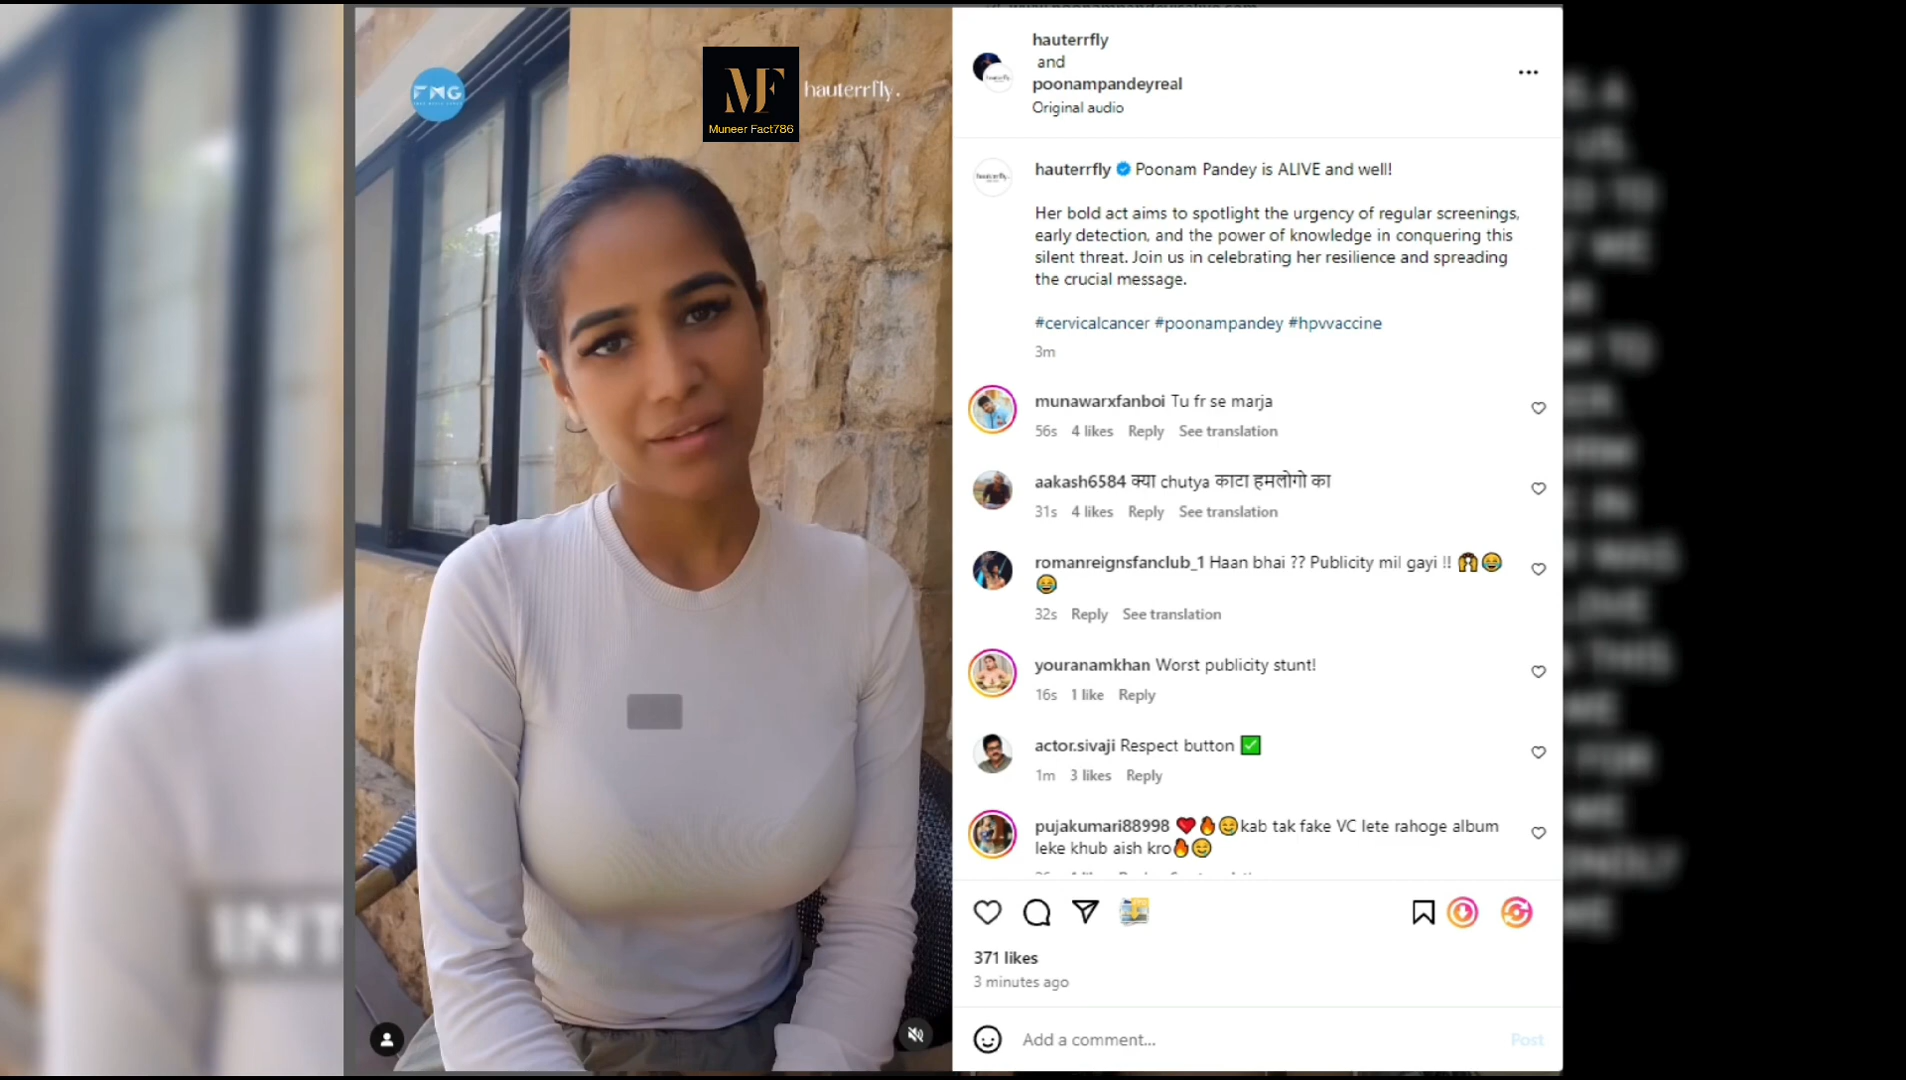 FMG
MF
Muneer Fact786
hauterrfly.
INT
hauterrfly
and
poonampandeyreal
Original audio
hauterrfly Poonam Pandey is ALIVE and well!
Her bold act aims to spotlight the urgency of regular screenings,
early detection, and the power of knowledge in conquering this
silent threat. Join us in celebrating her resilience and spreading
the crucial message.
#cervicalcancer #poonampandey #hpvvaccine
3m
munawarxfanboi Tu fr se marja
56s 4 likes Reply See translation
aakash6584 क्या chutya काटा हमलोगो का
31s 4 likes Reply See translation
romanreignsfanclub_1 Haan bhai ?? Publicity mil gayi !! 🙌😂
😂
32s Reply See translation
youranamkhan Worst publicity stunt!
16s 1 like Reply
actor.sivaji Respect button ✅
1m 3 likes Reply
pujakumari88998 ❤️🔥😊kab tak fake VC lete rahoge album
leke khub aish kro🔥😊
371 likes
3 minutes ago
Add a comment...
Post